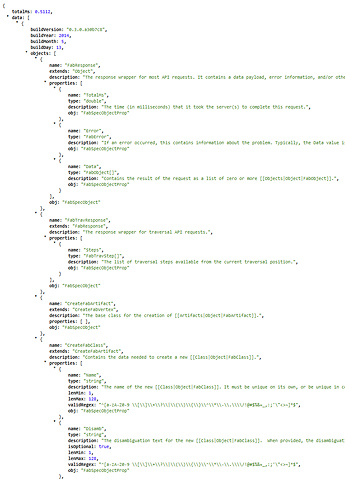 {
totalMs: 0.5112,
data: {
{
buildVersion:
buildYear: 2014,
buildMonth: 5,
buildDay: 13,
objects: [
{
name: "FabResponse",
extends: "Object",
description: "The response wrapper for most API requests. It contains a data payload, error information, and/or othe
properties: [
{
name: "TotalMs",
type: "double",
description: "The time (in milliseconds) that it took the server(s) to complete this request.",
obj: "FabSpecObjectProp"
},
{
name: "Error",
type: "FabError",
description: "If an error occurred, this contains information about the problem. Typically, the Data value is
obj: "FabSpecObjectProp"
},
{
name: "Data",
type: "FabObject[]",
description: "Contains the result of the request as a list of zero or more [[Objects|Object|FabObject]].",
obj: "FabSpecObjectProp"
}
],
obj: "FabSpecObject"
},
{
name: "FabTravResponse",
extends: "FabResponse",
description: "The response wrapper for traversal API requests.",
properties: [
{
name: "Steps",
type: "FabTravStep[]",
description: "The list of traversal steps available from the current traversal position.",
obj: "FabSpecObjectProp"
}
],
obj: "FabSpecObject"
},
{
name: "CreateFabArtifact",
extends: "CreateFabVertex",
description: "The base class for the creation of [[Artifacts|Object|FabArtifact]].",
properties: [ ],
obj: "FabSpecObject"
},
{
name: "CreateFabClass",
extends: "CreateFabArtifact",
description: "Contains the data needed to create a new [[Class|Object|FabClass]].",
properties: [
{
name: "Name",
type: "string",
description: "The name of the new [[Class|Object|FabClass]]. It must be unique on its own, or be unique in c
lenMin: 1,
lenMax: 128,
validRegex:
obj: "FabSpecObjectProp"
},
{
name: "Disamb",
type: "string",
description: "The disambiguation text for the new [[Class|Object|FabClass]]. When provided, the disambiguat
isOptional: true,
lenMin: 1,
lenMax: 128,
validRegex:
obj: "FabSpecObjectProp"
},